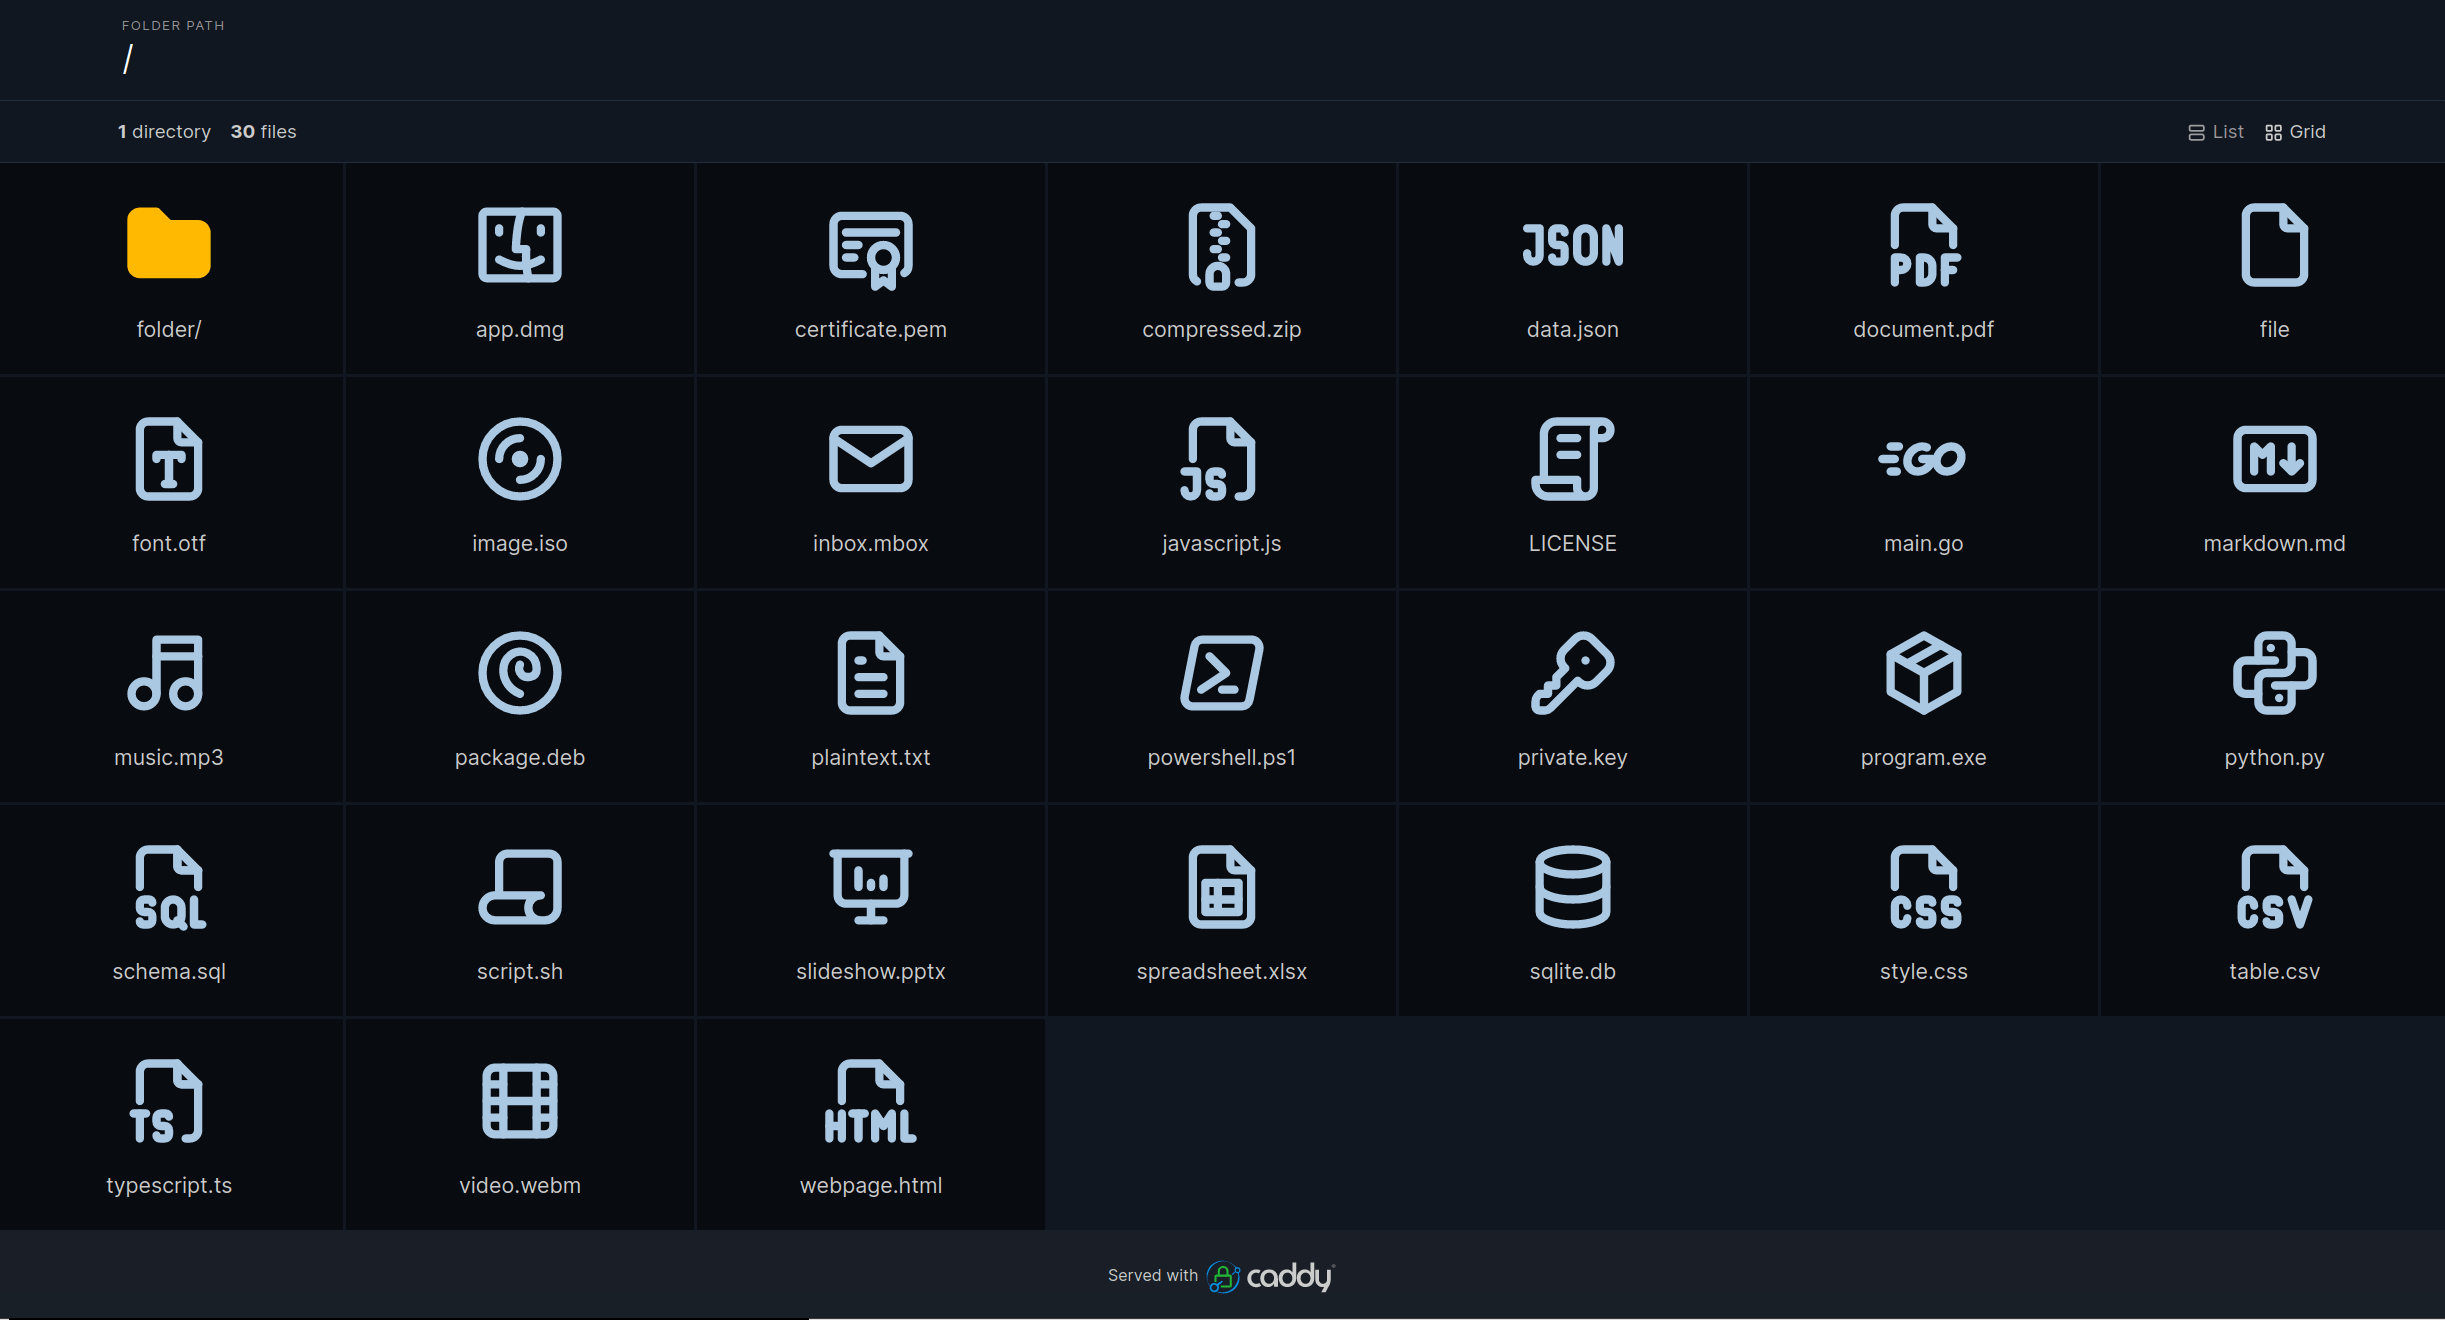 FOLDER PATH
/
1 directory 30 files List Grid
JSON PDF
folder/ app.dmg certificate.pem compressed.zip data.json document.pdf file
T JS GO M
font.otf image.iso inbox.mbox javascript.js LICENSE main.go markdown.md
music.mp3 package.deb plaintext.txt powershell.ps1 private.key program.exe python.py
SQL CSS CSV
schema.sql script.sh slideshow.pptx spreadsheet.xlsx sqlite.db style.css table.csv
TS HTML
typescript.ts video.webm webpage.html
Served with caddy